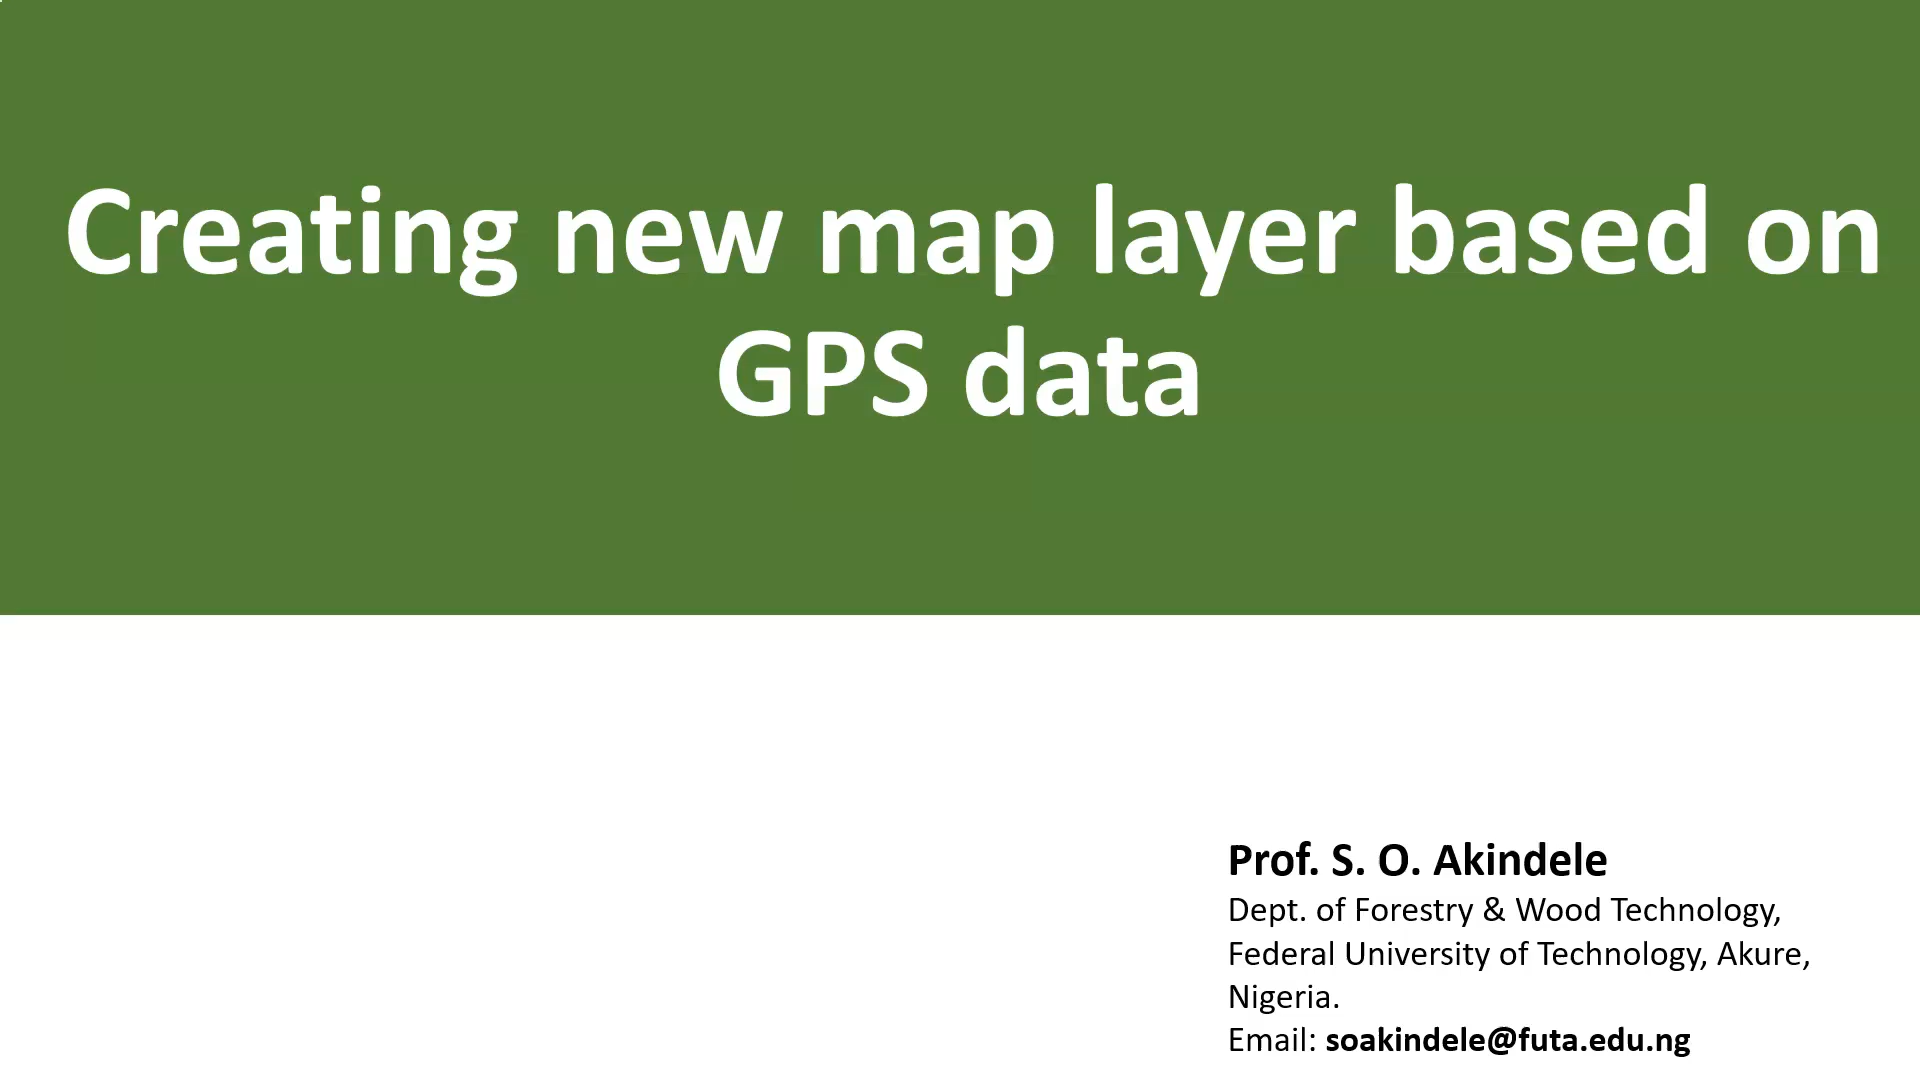 Creating new map layer based on
GPS data
Prof. S. O. Akindele
Dept. of Forestry & Wood Technology,
Federal University of Technology, Akure,
Nigeria.
Email: soakindele@futa.edu.ng